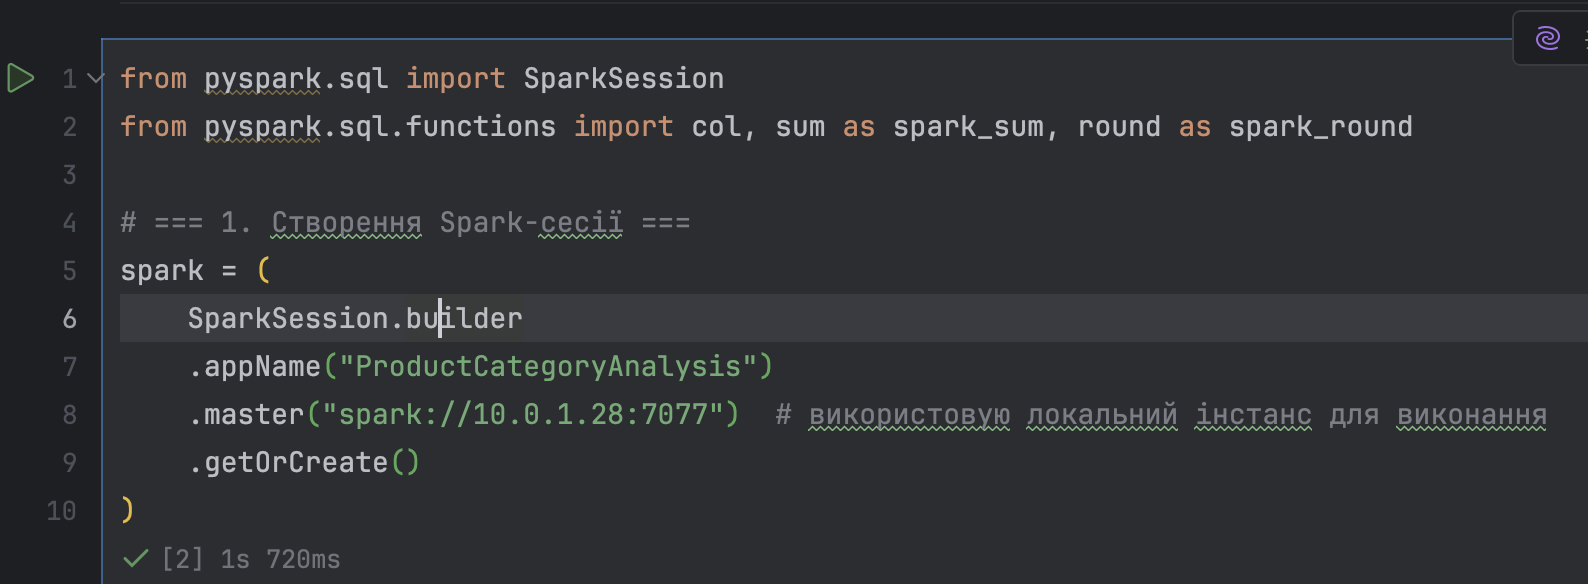 1 from pyspark.sql import SparkSession
2 from pyspark.sql.functions import col, sum as spark_sum, round as spark_round
3
4 # === 1. Створення Spark-сесії ===
5 spark = (
6     SparkSession.builder
7     .appName("ProductCategoryAnalysis")
8     .master("spark://10.0.1.28:7077")  # використовую локальний інстанс для виконання
9     .getOrCreate()
10 )
[2] 1s 720ms